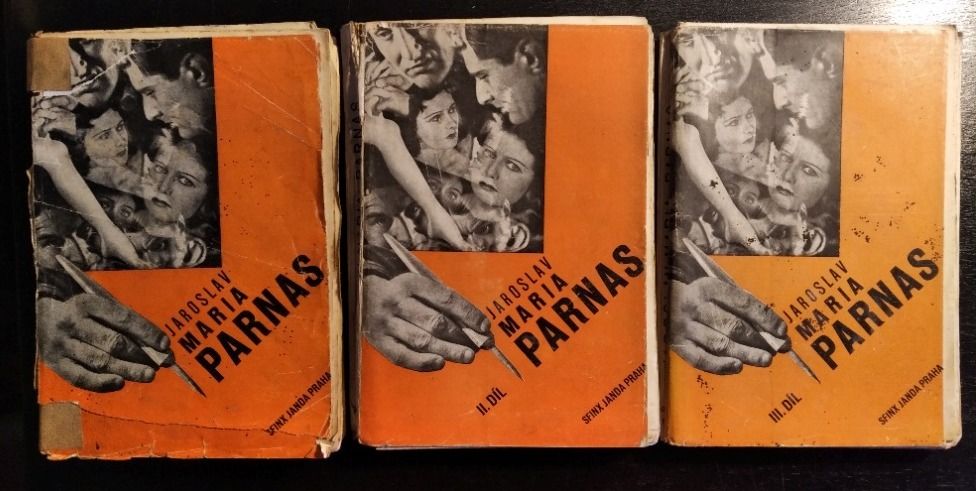 JAROSLAV
MARIA
PARNAS
SFINX JANDA PRAHA
PARNAS
JAROSLAV
MARIA
PARNAS
II. DÍL
SFINX JANDA PRAHA
JAROSLAV
MARIA
PARNAS
III. DÍL
SFINX JANDA PRAHA